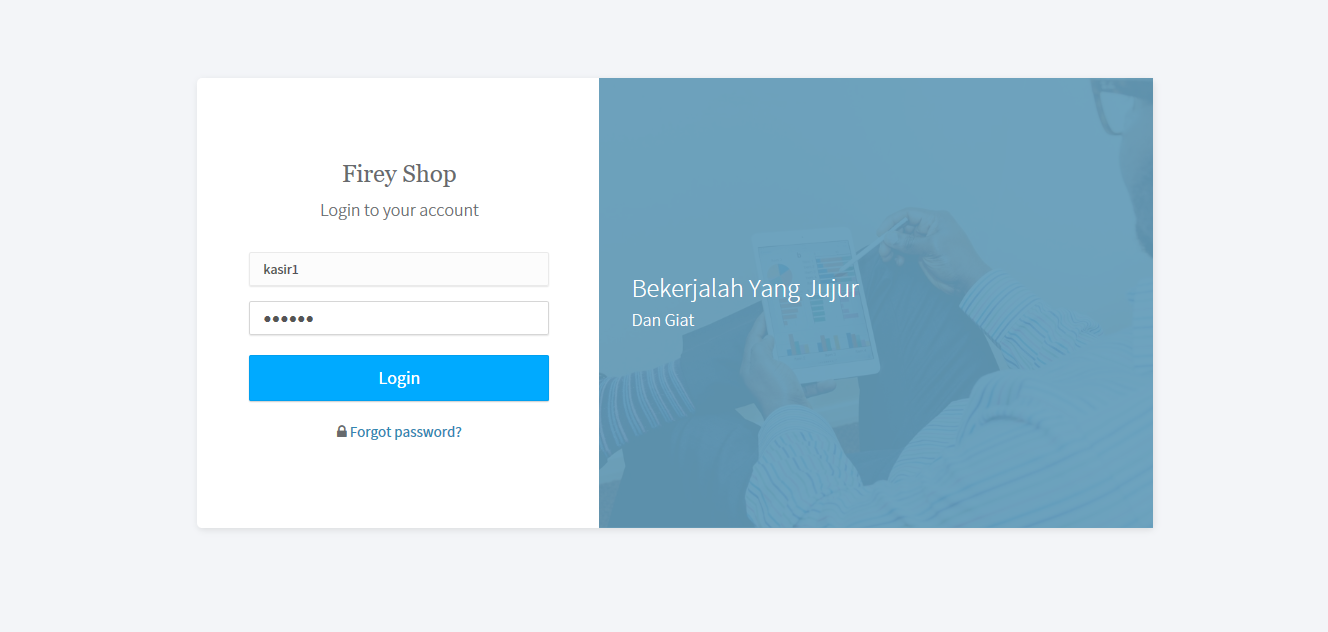 Firey Shop
Login to your account
kasir1
••••••
Login
Forgot password?
Bekerjalah Yang Jujur
Dan Giat